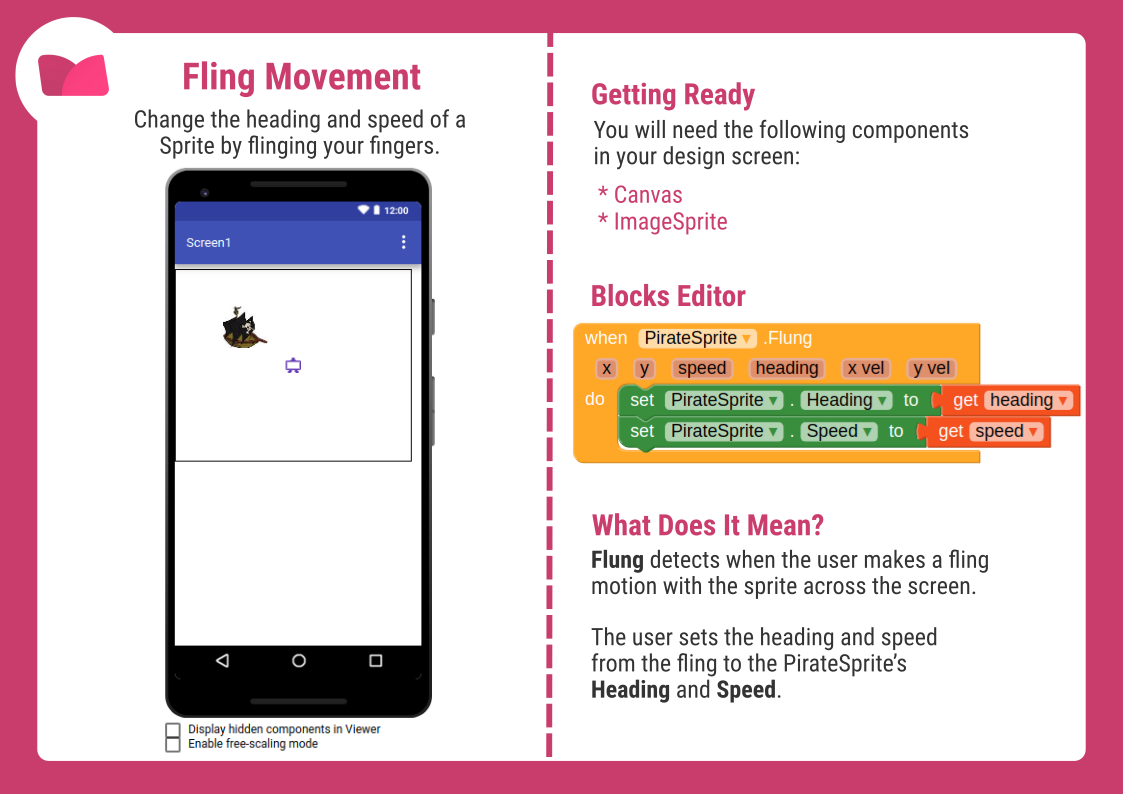 Fling Movement
Change the heading and speed of a
Sprite by flinging your fingers.
12:00
Screen1
Display hidden components in Viewer
Enable free-scaling mode
Getting Ready
You will need the following components
in your design screen:
* Canvas
* ImageSprite
Blocks Editor
when PirateSprite .Flung
x y speed heading x vel y vel
do set PirateSprite . Heading to get heading
set PirateSprite . Speed to get speed
What Does It Mean?
Flung detects when the user makes a fling
motion with the sprite across the screen.
The user sets the heading and speed
from the fling to the PirateSprite’s
Heading and Speed.